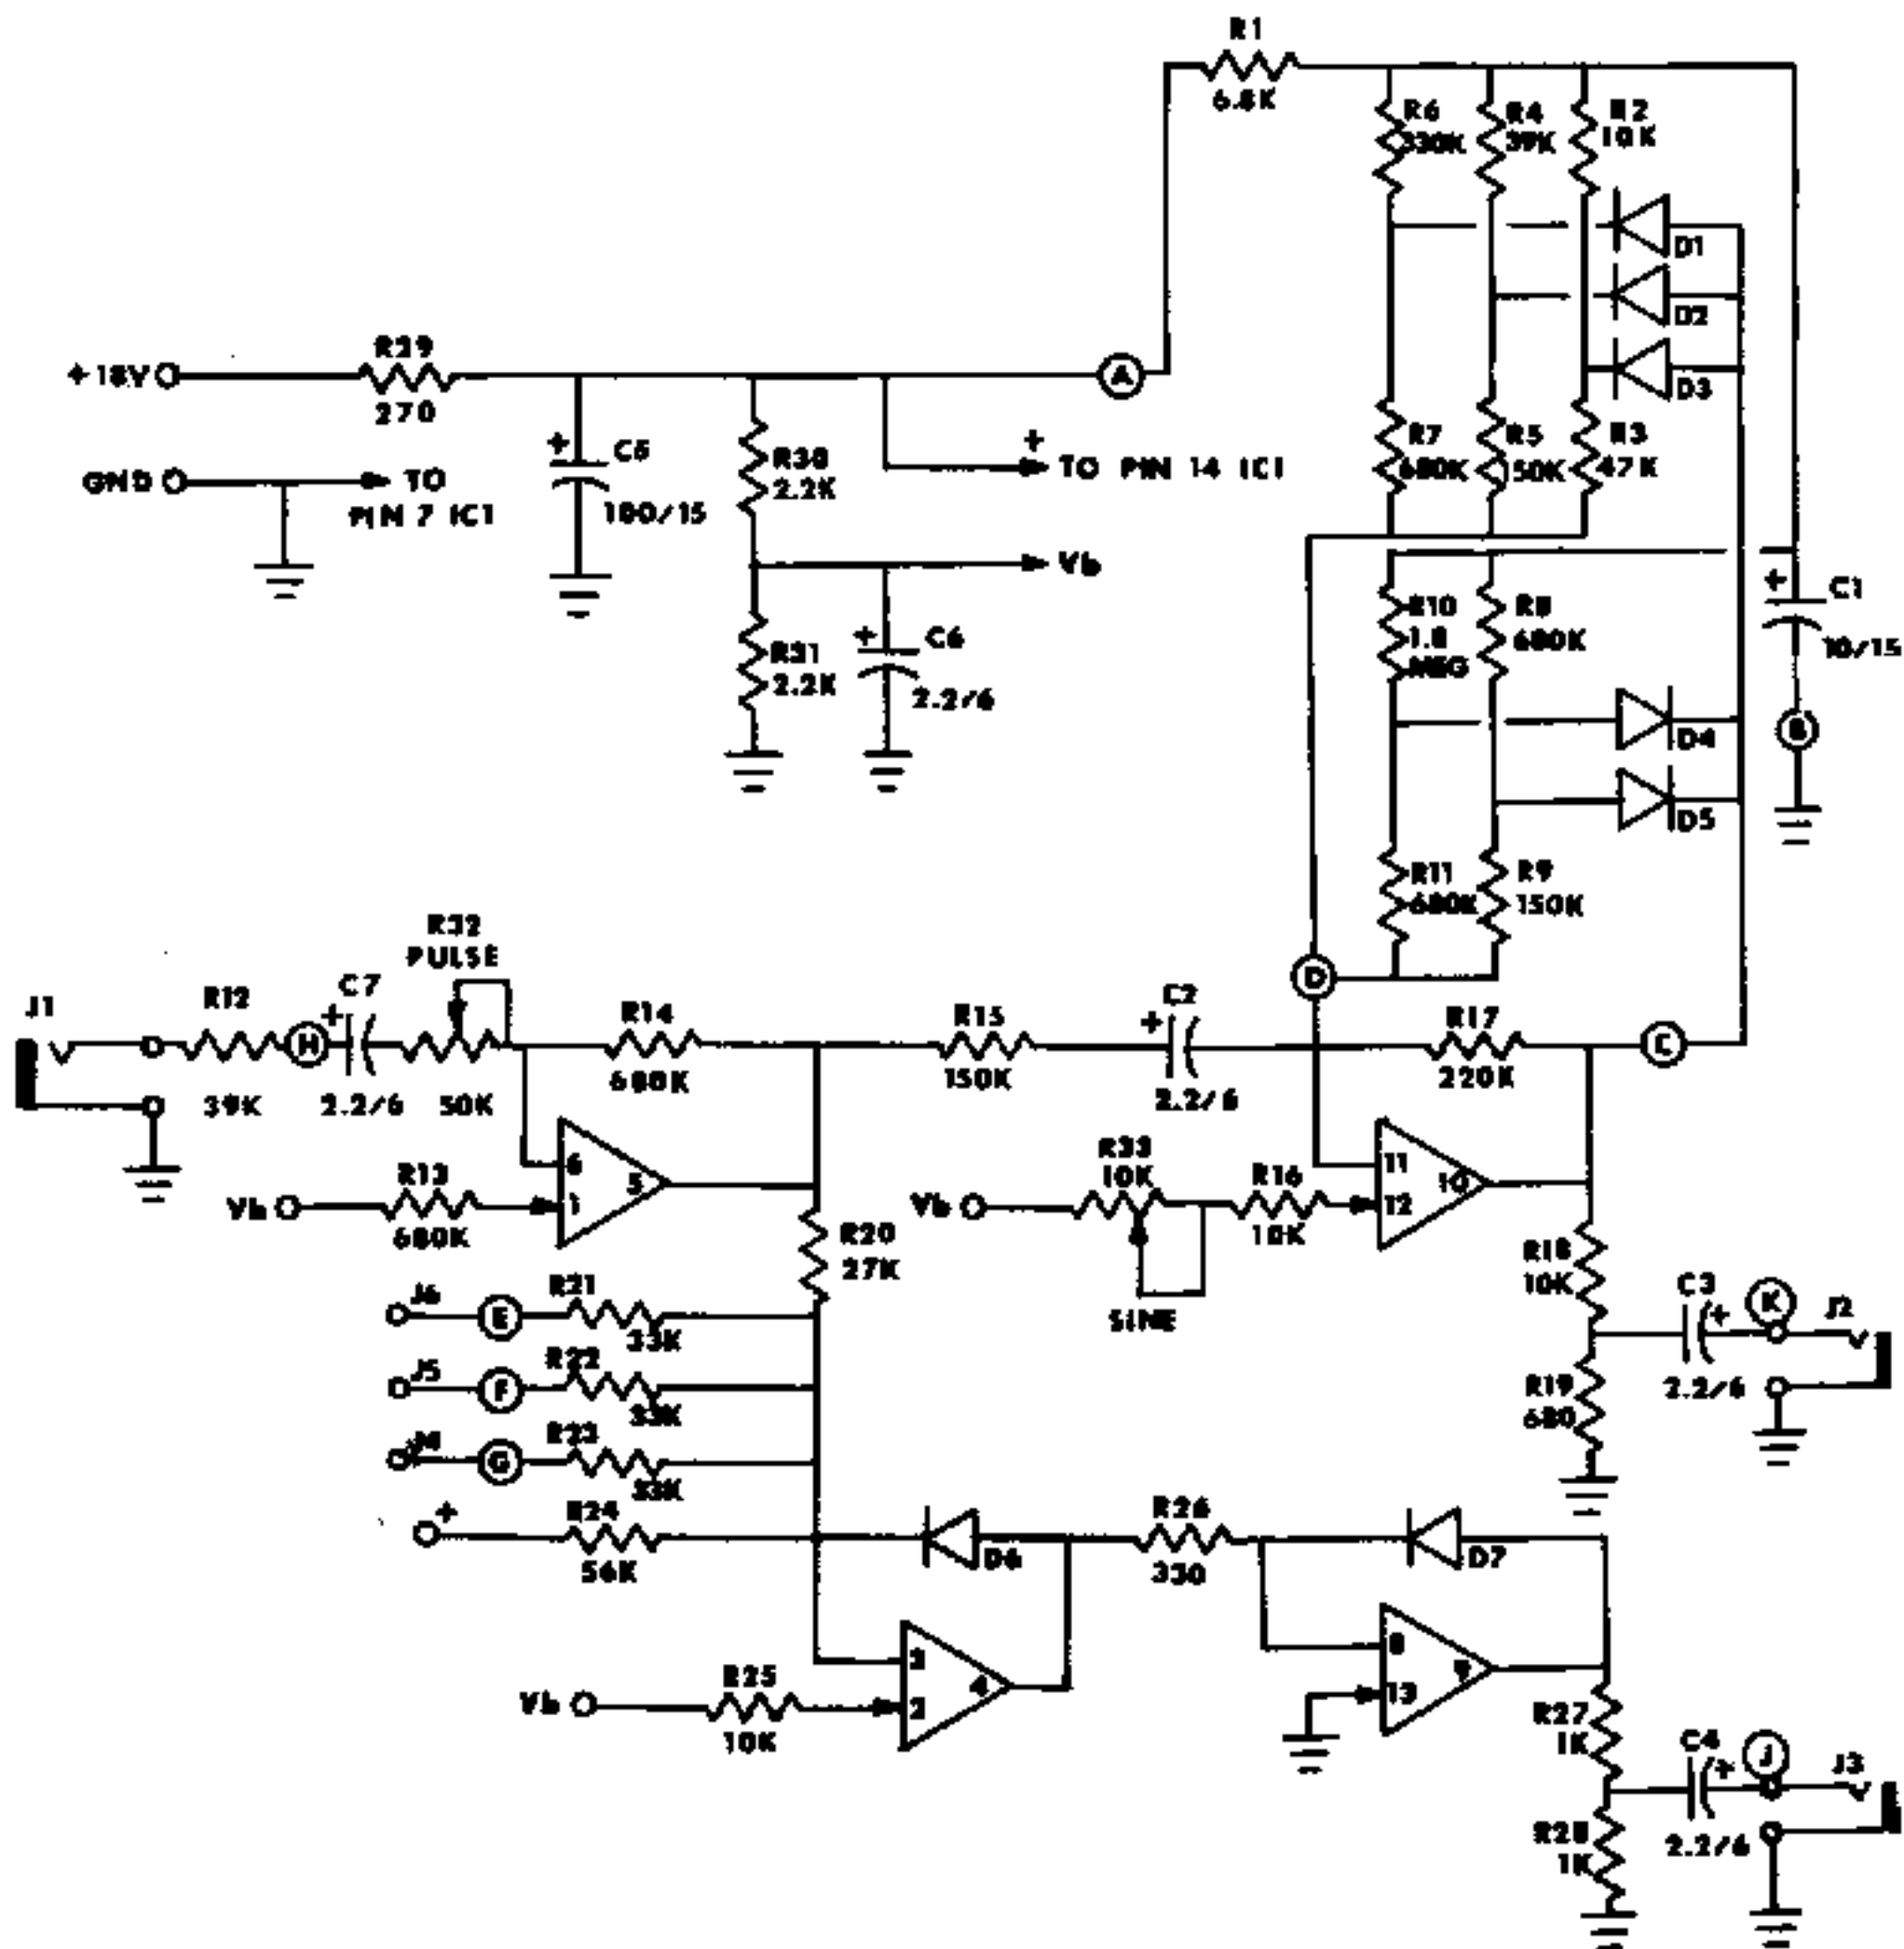 R1
6.8K
R6
330K
R4
39K
R2
10K
D1
D2
D3
+18V
R29
270
A
GND
TO
PIN 7 IC1
+
C5
100/15
R30
2.2K
+
TO PIN 14 IC1
R7
680K
R5
150K
R3
47K
Vb
R31
2.2K
+
C6
2.2/6
R10
1.8
MEG
R8
680K
+
C1
10/15
D4
B
D5
R11
680K
R9
150K
R32
PULSE
D
J1
R12
39K
H
+
C7
2.2/6
50K
R14
680K
R15
150K
C2
+
2.2/6
R17
220K
C
Vb
R13
680K
6
1
5
R33
10K
Vb
R16
10K
11
12
10
SINE
R20
27K
R18
10K
C3
+
K
J2
2.2/6
R19
680
J6
E
R21
33K
J5
F
R22
33K
J4
G
R23
33K
+
R24
56K
D6
R26
330
D7
3
2
4
Vb
R25
10K
8
13
9
R27
1K
C4
+
J
J3
2.2/6
R28
1K